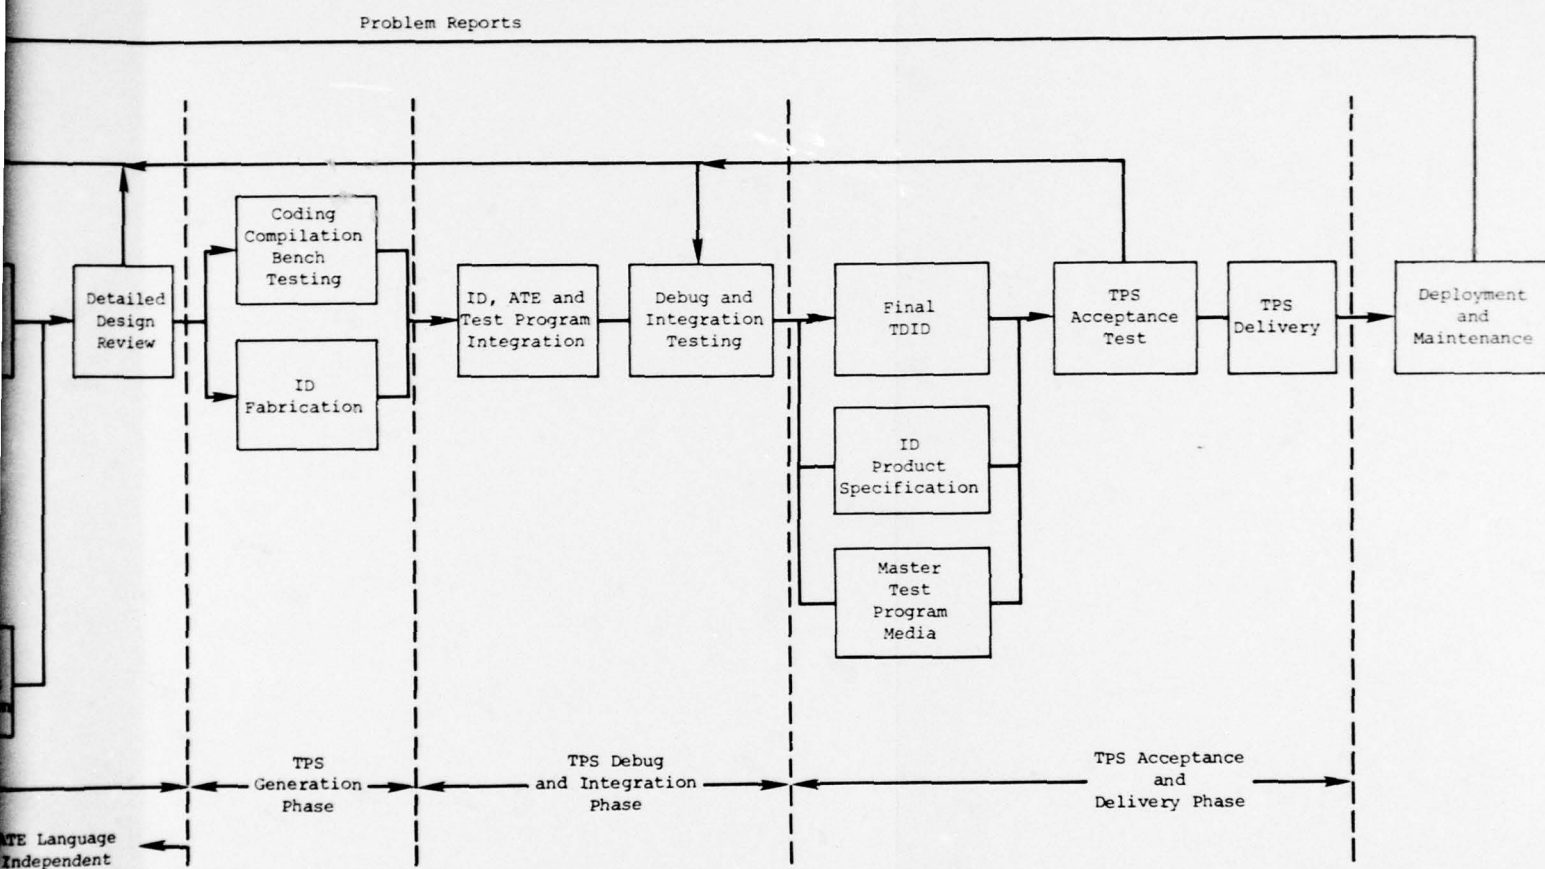 Problem Reports
Coding
Compilation
Bench
Testing
Detailed
Design
Review
ID
Fabrication
ID, ATE and
Test Program
Integration
Debug and
Integration
Testing
Final
TDID
ID
Product
Specification
Master
Test
Program
Media
TPS
Acceptance
Test
TPS
Delivery
Deployment
and
Maintenance
TPS
Generation
Phase
TPS Debug
and Integration
Phase
TPS Acceptance
and
Delivery Phase
ATE Language
Independent